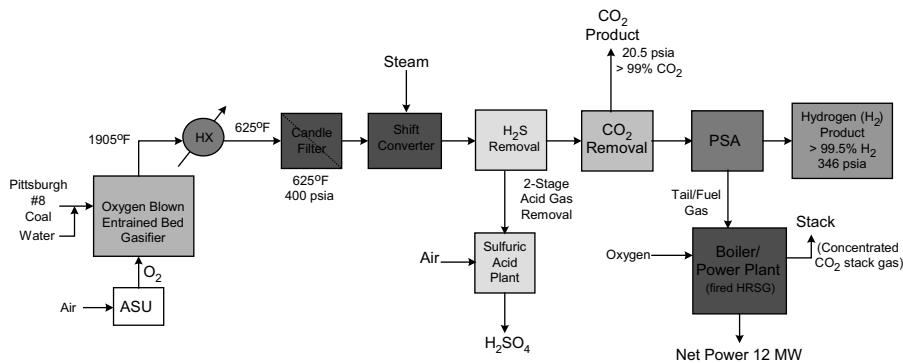 CO2
Product
20.5 psia
> 99% CO2
Steam
1905ºF
HX
625ºF
Candle
Filter
625ºF
400 psia
Shift
Converter
H2S
Removal
CO2
Removal
PSA
Hydrogen (H2)
Product
> 99.5% H2
346 psia
Pittsburgh
#8
Coal
Water
Oxygen Blown
Entrained Bed
Gasifier
2-Stage
Acid Gas
Removal
Tail/Fuel
Gas
Stack
(Concentrated
CO2 stack gas)
Air
Sulfuric
Acid
Plant
Oxygen
Boiler/
Power Plant
(fired HRSG)
O2
Air
ASU
H2SO4
Net Power 12 MW